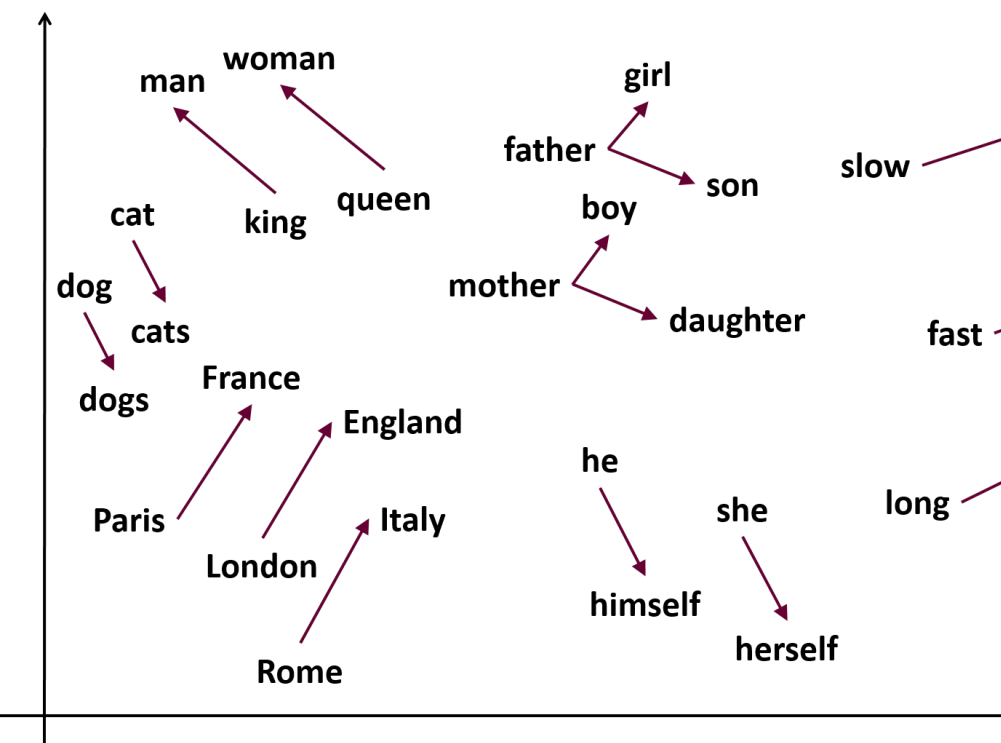 woman
man
girl
father
slow
son
queen
boy
cat
king
dog
mother
daughter
cats
fast
France
dogs
England
he
long
she
Paris
Italy
London
himself
herself
Rome